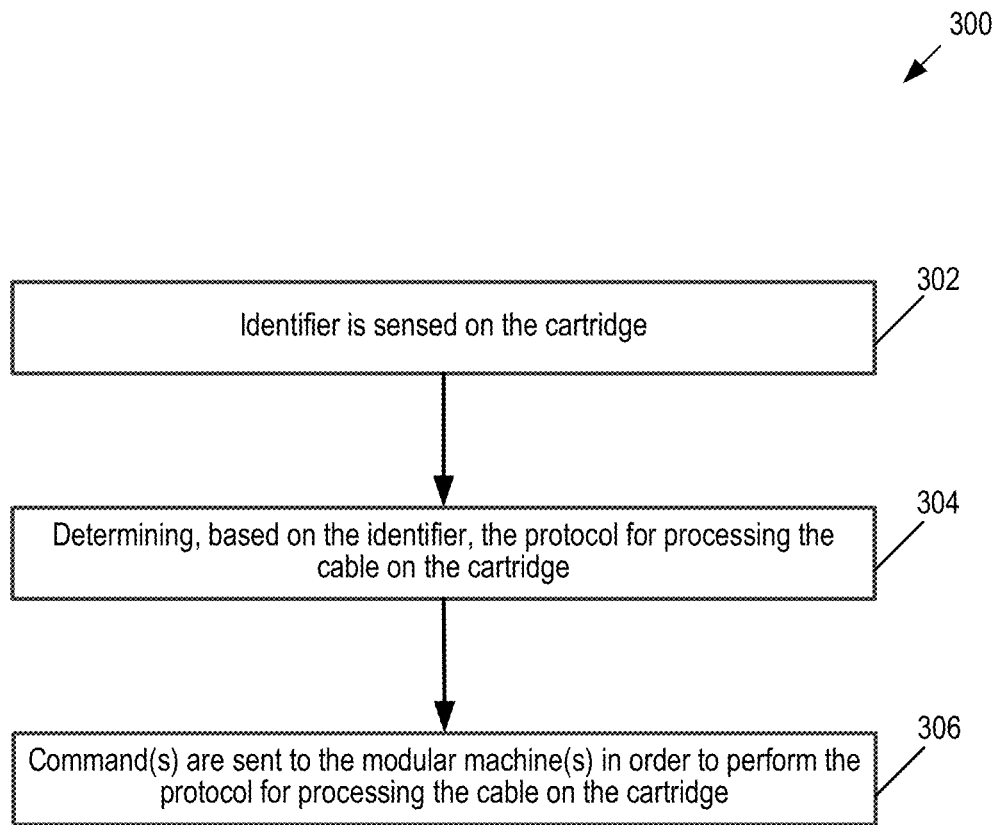 300
302
Identifier is sensed on the cartridge
304
Determining, based on the identifier, the protocol for processing the
cable on the cartridge
306
Command(s) are sent to the modular machine(s) in order to perform the
protocol for processing the cable on the cartridge